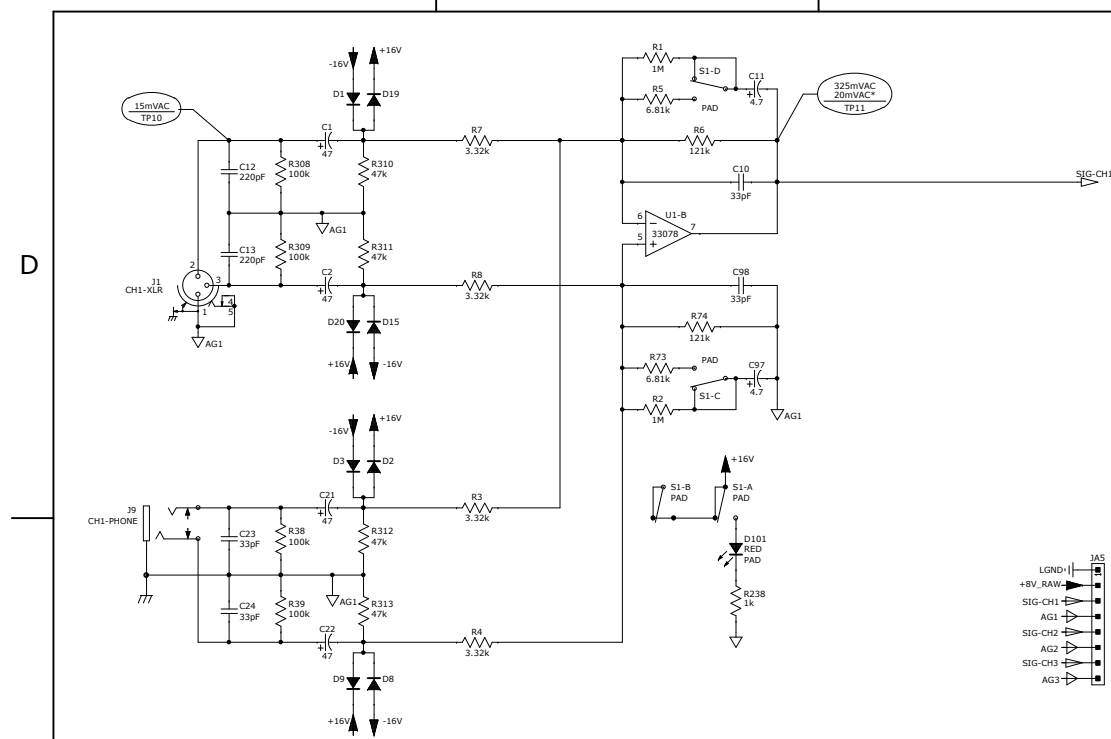 -16V
+16V
D1
D19
15mVAC
TP10
C1
+
47
C12
220pF
R308
100k
R310
47k
R7
3.32k
AG1
C13
220pF
R309
100k
R311
47k
C2
+
47
R8
3.32k
J1
CH1-XLR
2
3
1
4
5
AG1
D20
D15
+16V
-16V
R1
1M
S1-D
C11
+
4.7
R5
6.81k
PAD
R6
121k
C10
33pF
325mVAC
20mVAC*
TP11
SIG-CH1
6
5
7
U1-B
33078
−
+
C98
33pF
R74
121k
R73
6.81k
PAD
C97
+
4.7
S1-C
R2
1M
AG1
D
-16V
+16V
D3
D2
J9
CH1-PHONE
C21
+
47
C23
33pF
R38
100k
R312
47k
R3
3.32k
AG1
C24
33pF
R39
100k
R313
47k
C22
+
47
R4
3.32k
D9
D8
+16V
-16V
+16V
S1-B
PAD
S1-A
PAD
D101
RED
PAD
R238
1k
JA5
1
LGND
+8V_RAW
SIG-CH1
AG1
SIG-CH2
AG2
SIG-CH3
AG3